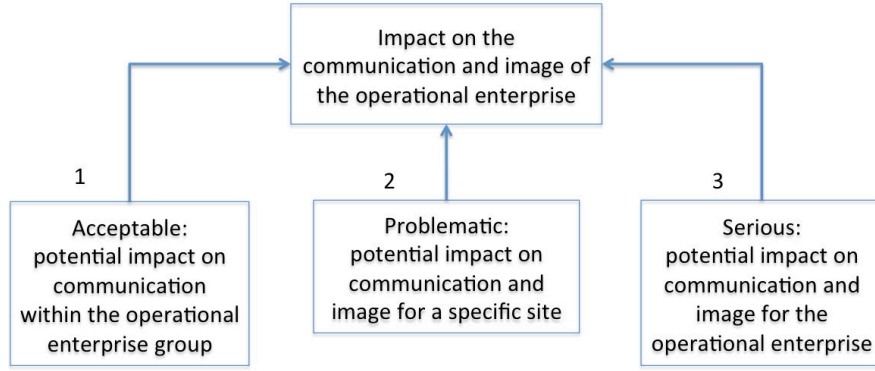 Impact on the
communication and image of
the operational enterprise
1
2
3
Acceptable:
potential impact on
communication
within the operational
enterprise group
Problematic:
potential impact on
communication and
image for a specific site
Serious:
potential impact on
communication and
image for the
operational enterprise